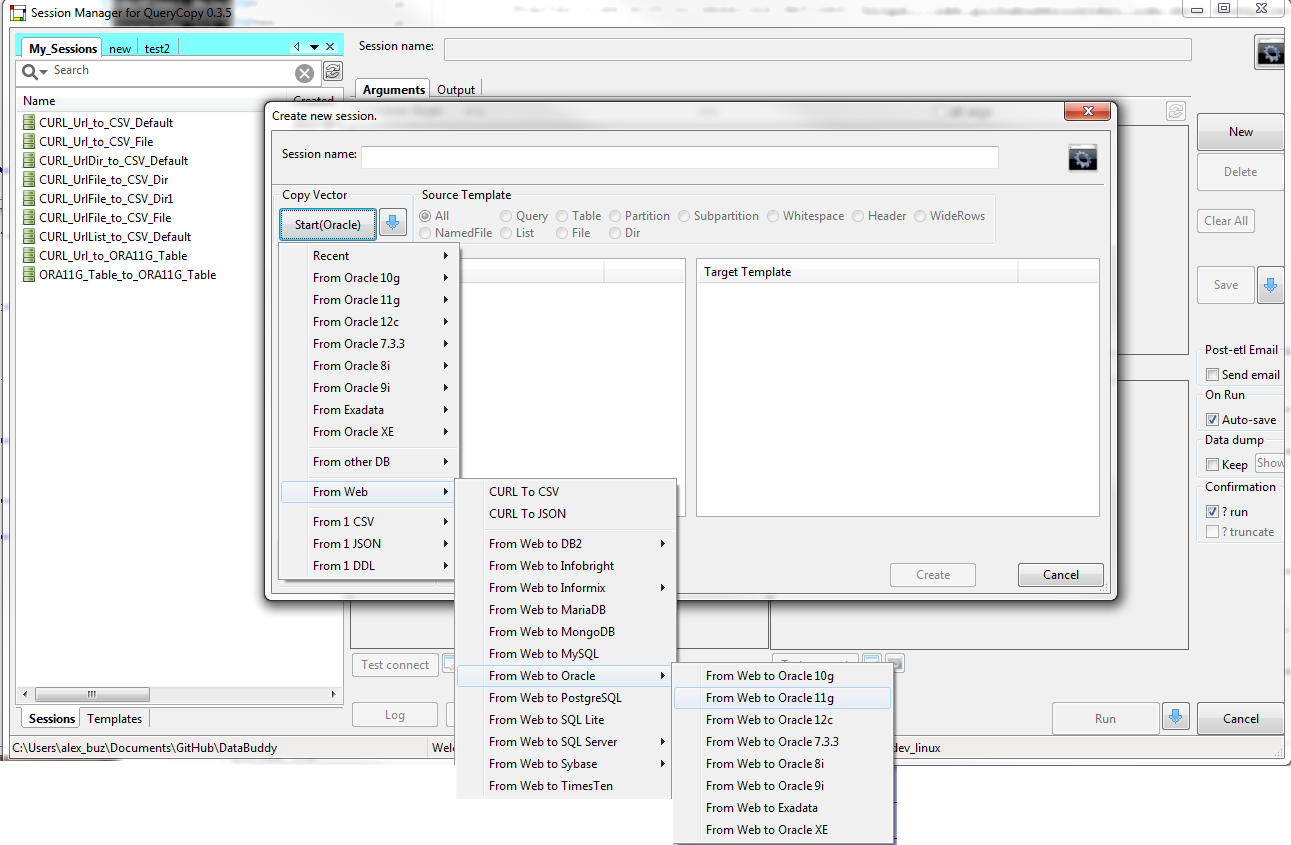 Session Manager for QueryCopy 0.3.5
My_Sessions new test2
Search
Name Created
CURL_Url_to_CSV_Default
CURL_Url_to_CSV_File
CURL_UrlDir_to_CSV_Default
CURL_UrlFile_to_CSV_Dir
CURL_UrlFile_to_CSV_Dir1
CURL_UrlFile_to_CSV_File
CURL_UrlList_to_CSV_Default
CURL_Url_to_ORA11G_Table
ORA11G_Table_to_ORA11G_Table
Sessions Templates
C:\Users\alex_buz\Documents\GitHub\DataBuddy
Session name:
Arguments Output
Create new session.
Session name:
Copy Vector
Start(Oracle)
Source Template
All Query Table Partition Subpartition Whitespace Header WideRows
NamedFile List File Dir
Target Template
Recent
From Oracle 10g
From Oracle 11g
From Oracle 12c
From Oracle 7.3.3
From Oracle 8i
From Oracle 9i
From Exadata
From Oracle XE
From other DB
From Web
From 1 CSV
From 1 JSON
From 1 DDL
CURL To CSV
CURL To JSON
From Web to DB2
From Web to Infobright
From Web to Informix
From Web to MariaDB
From Web to MongoDB
From Web to MySQL
From Web to Oracle
From Web to PostgreSQL
From Web to SQL Lite
From Web to SQL Server
From Web to Sybase
From Web to TimesTen
From Web to Oracle 10g
From Web to Oracle 11g
From Web to Oracle 12c
From Web to Oracle 7.3.3
From Web to Oracle 8i
From Web to Oracle 9i
From Web to Exadata
From Web to Oracle XE
Create Cancel
Test connect
Log
Welc
dev_linux
New
Delete
Clear All
Save
Post-etl Email
Send email
On Run
Auto-save
Data dump
Keep Show
Confirmation
? run
? truncate
Run Cancel